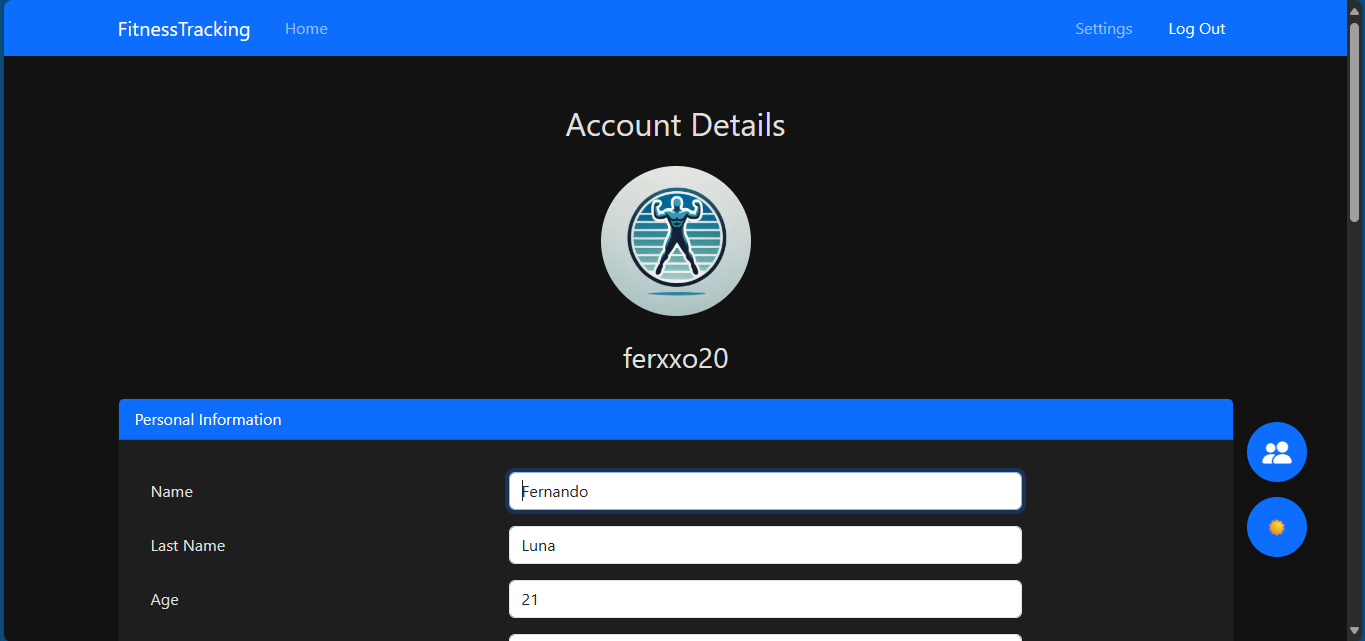 FitnessTracking Home Settings Log Out
Account Details
ferxxo20
Personal Information
Name Fernando
Last Name Luna
Age 21